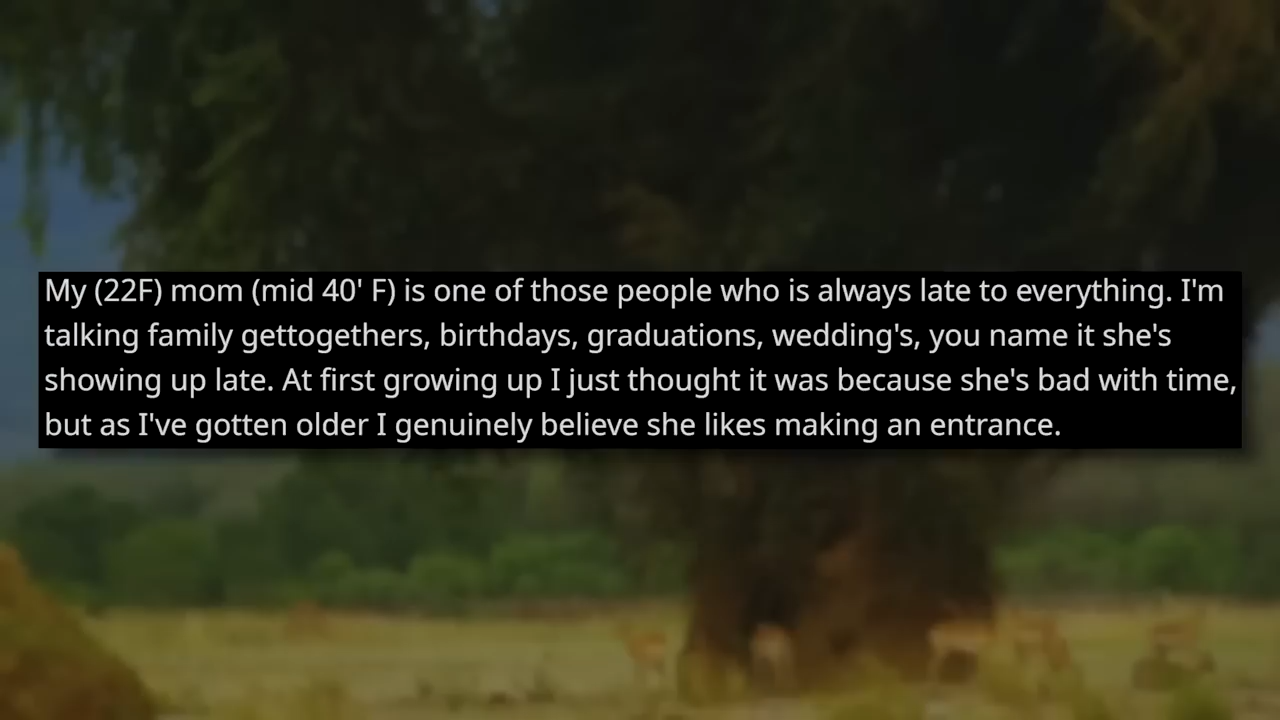 My (22F) mom (mid 40' F) is one of those people who is always late to everything. I'm
talking family gettogethers, birthdays, graduations, wedding's, you name it she's
showing up late. At first growing up I just thought it was because she's bad with time,
but as I've gotten older I genuinely believe she likes making an entrance.